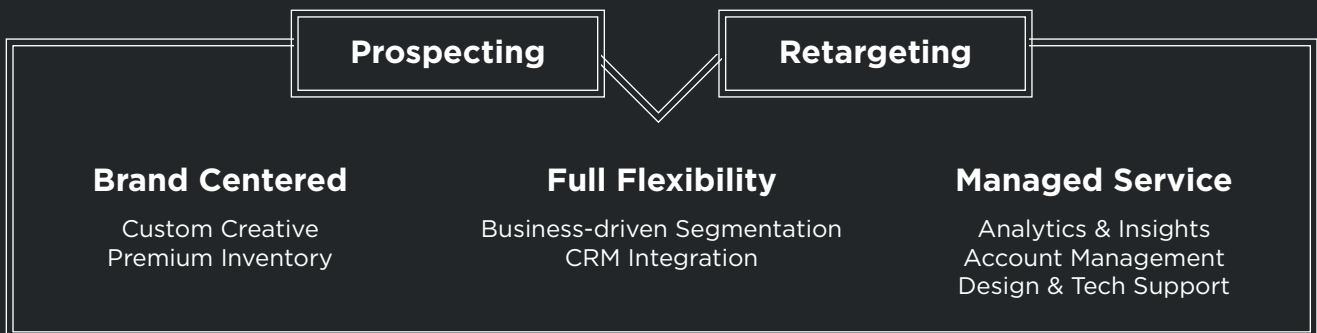 Prospecting
Retargeting
Brand Centered
Custom Creative
Premium Inventory
Full Flexibility
Business-driven Segmentation
CRM Integration
Managed Service
Analytics & Insights
Account Management
Design & Tech Support